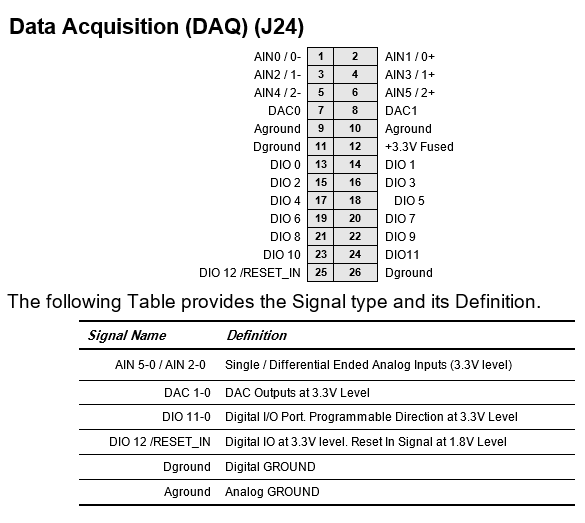 Data Acquisition (DAQ) (J24)
AIN0 / 0- 1 2 AIN1 / 0+
AIN2 / 1- 3 4 AIN3 / 1+
AIN4 / 2- 5 6 AIN5 / 2+
DAC0 7 8 DAC1
Aground 9 10 Aground
Dground 11 12 +3.3V Fused
DIO 0 13 14 DIO 1
DIO 2 15 16 DIO 3
DIO 4 17 18 DIO 5
DIO 6 19 20 DIO 7
DIO 8 21 22 DIO 9
DIO 10 23 24 DIO11
DIO 12 /RESET_IN 25 26 Dground
The following Table provides the Signal type and its Definition.
Signal Name Definition
AIN 5-0 / AIN 2-0 Single / Differential Ended Analog Inputs (3.3V level)
DAC 1-0 DAC Outputs at 3.3V Level
DIO 11-0 Digital I/O Port. Programmable Direction at 3.3V Level
DIO 12 /RESET_IN Digital IO at 3.3V level. Reset In Signal at 1.8V Level
Dground Digital GROUND
Aground Analog GROUND